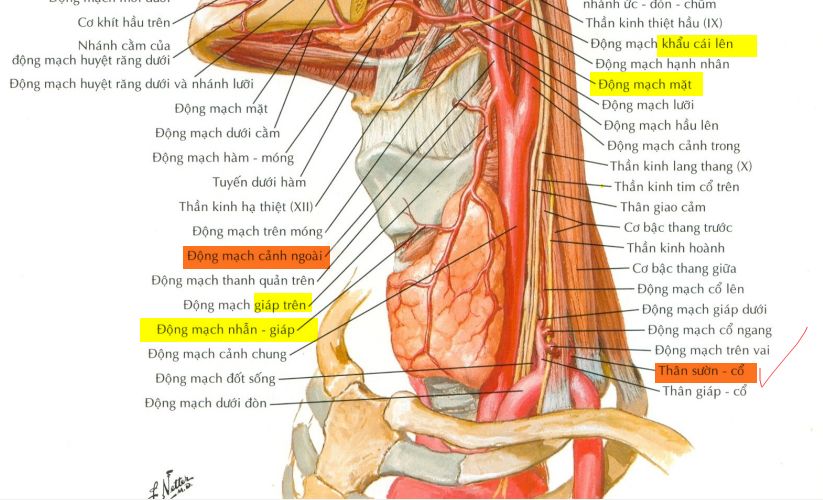 Cơ khít hầu trên
Nhánh cằm của
động mạch huyệt răng dưới
Động mạch huyệt răng dưới và nhánh lưỡi
Động mạch mặt
Động mạch dưới cằm
Động mạch hàm - móng
Tuyến dưới hàm
Thần kinh hạ thiệt (XII)
Động mạch trên móng
Động mạch cảnh ngoài
Động mạch thanh quản trên
Động mạch giáp trên
Động mạch nhẫn - giáp
Động mạch cảnh chung
Động mạch đốt sống
Động mạch dưới đòn
nhánh ức - đòn - chũm
Thần kinh thiệt hầu (IX)
Động mạch khẩu cái lên
Động mạch hạnh nhân
Động mạch mặt
Động mạch lưỡi
Động mạch hầu lên
Động mạch cảnh trong
Thần kinh lang thang (X)
Thần kinh tim cổ trên
Thân giao cảm
Cơ bậc thang trước
Thần kinh hoành
Cơ bậc thang giữa
Động mạch cổ lên
Động mạch giáp dưới
Động mạch cổ ngang
Động mạch trên vai
Thân sườn - cổ
Thân giáp - cổ
F. Netter
M.D.